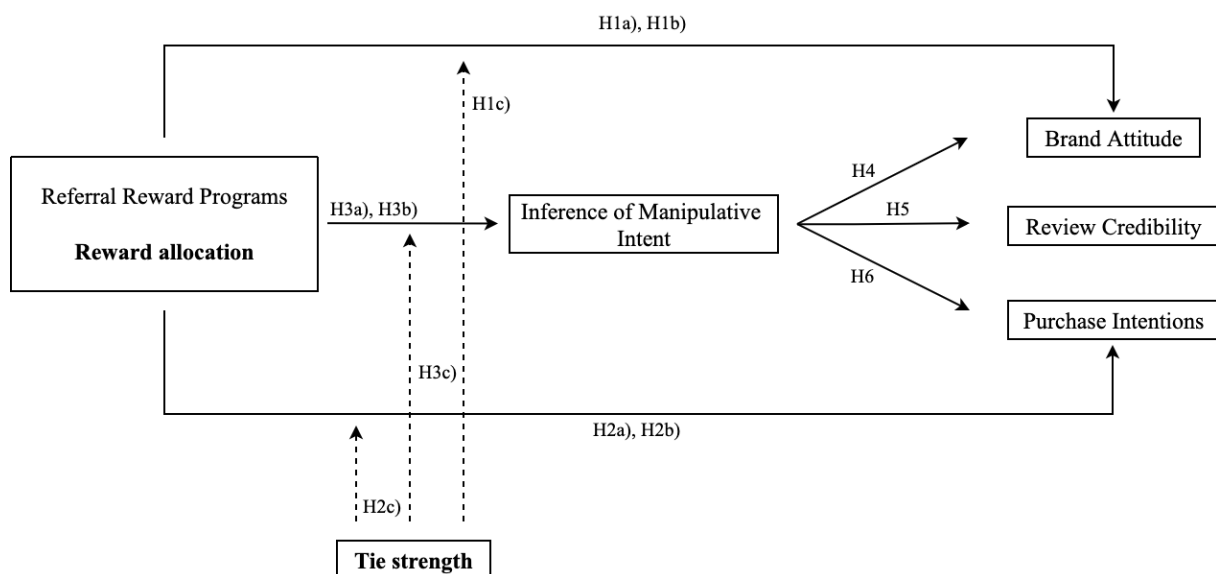 H1a), H1b)
H1c)
Brand Attitude
Referral Reward Programs
Reward allocation
H3a), H3b)
Inference of Manipulative
Intent
H4
H5
H6
Review Credibility
Purchase Intentions
H3c)
H2a), H2b)
H2c)
Tie strength